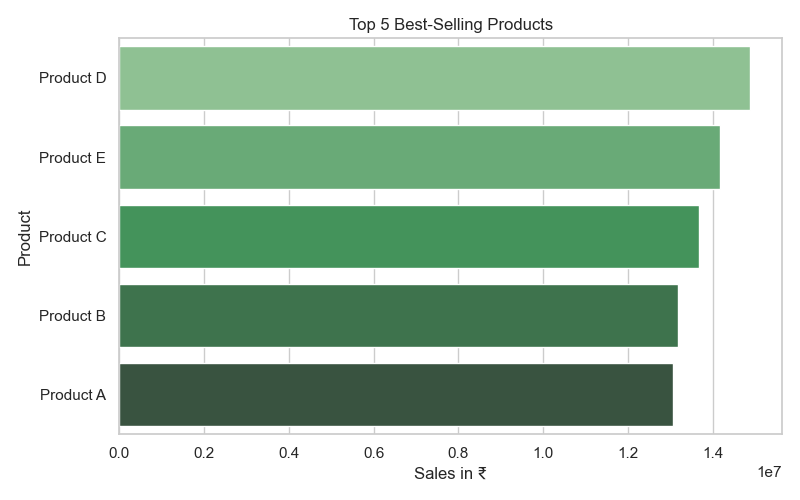 Top 5 Best-Selling Products
Product
Product D
Product E
Product C
Product B
Product A
0.0 0.2 0.4 0.6 0.8 1.0 1.2 1.4
1e7
Sales in ₹